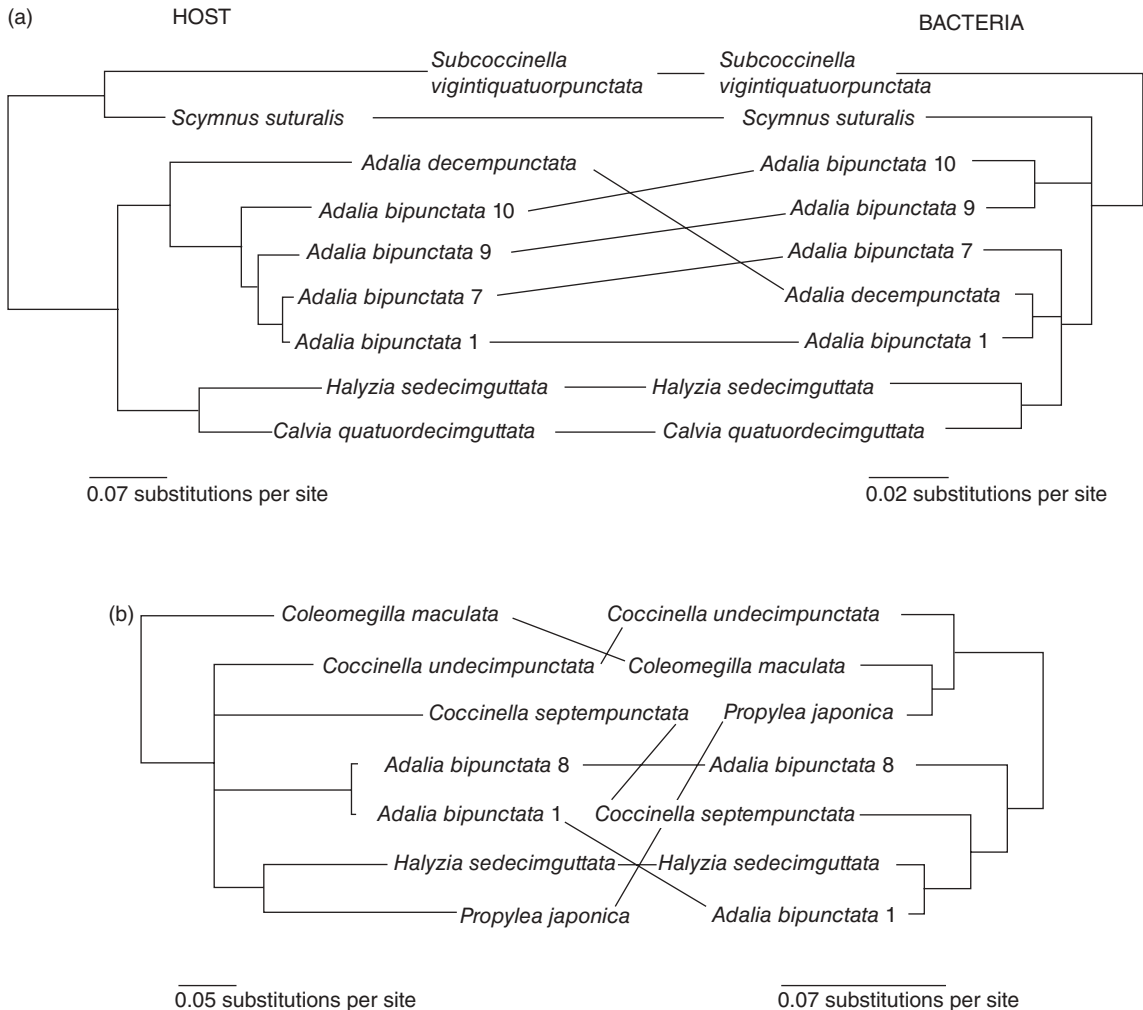 (a)
HOST
BACTERIA
Subcoccinella
vigintiquatuorpunctata
Subcoccinella
vigintiquatuorpunctata
Scymnus suturalis
Scymnus suturalis
Adalia decempunctata
Adalia bipunctata 10
Adalia bipunctata 10
Adalia bipunctata 9
Adalia bipunctata 9
Adalia bipunctata 7
Adalia bipunctata 7
Adalia decempunctata
Adalia bipunctata 1
Adalia bipunctata 1
Halyzia sedecimguttata
Halyzia sedecimguttata
Calvia quatuordecimguttata
Calvia quatuordecimguttata
0.07 substitutions per site
0.02 substitutions per site
(b)
Coleomegilla maculata
Coccinella undecimpunctata
Coccinella undecimpunctata
Coleomegilla maculata
Coccinella septempunctata
Propylea japonica
Adalia bipunctata 8
Adalia bipunctata 8
Adalia bipunctata 1
Coccinella septempunctata
Halyzia sedecimguttata
Halyzia sedecimguttata
Propylea japonica
Adalia bipunctata 1
0.05 substitutions per site
0.07 substitutions per site